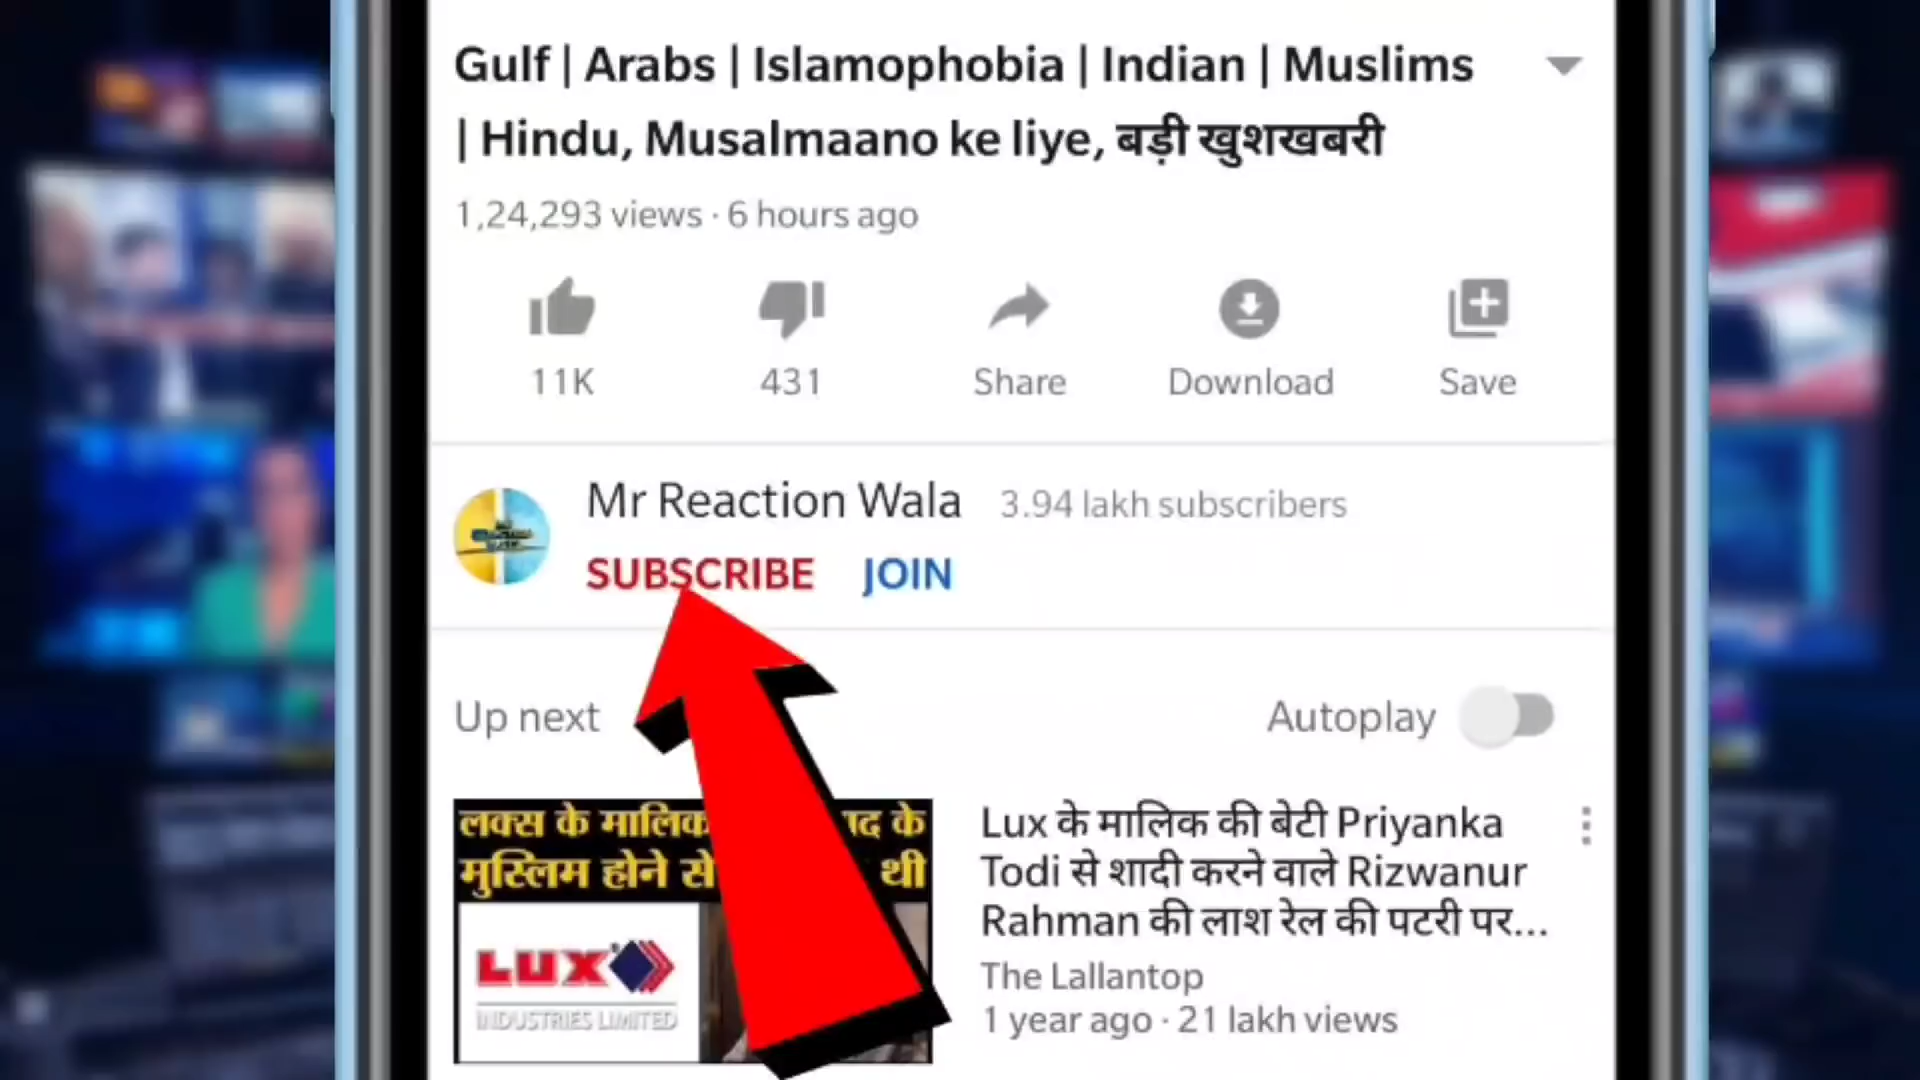 Gulf | Arabs | Islamophobia | Indian | Muslims
| Hindu, Musalmaano ke liye, बड़ी खुशखबरी
1,24,293 views · 6 hours ago
11K 431 Share Download Save
Mr Reaction Wala 3.94 lakh subscribers
SUBSCRIBE JOIN
Up next Autoplay
लक्स के मालिक के
मुस्लिम होने से थी
LUX
INDUSTRIES LIMITED
Lux के मालिक की बेटी Priyanka
Todi से शादी करने वाले Rizwanur
Rahman की लाश रेल की पटरी पर...
The Lallantop
1 year ago · 21 lakh views